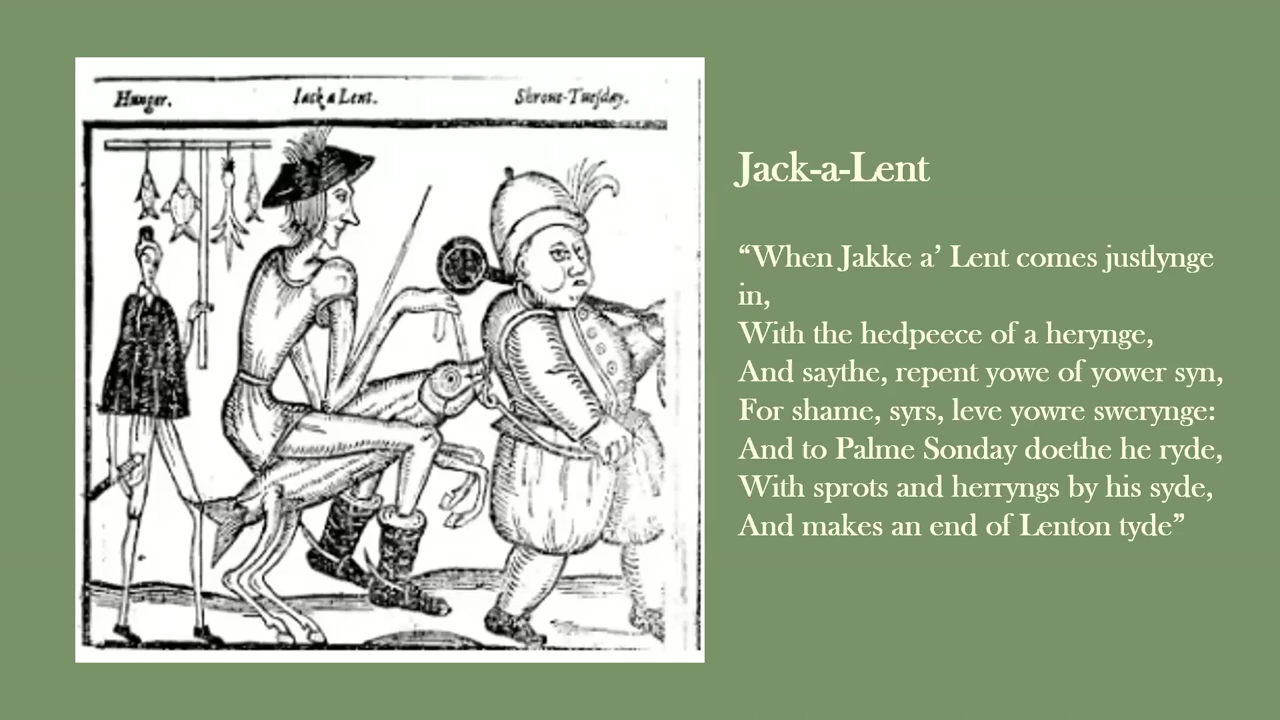 Hunger.
Iack a Lent.
Shroue-Tuesday.
Jack-a-Lent
“When Jakke a’ Lent comes justlynge
in,
With the hedpeece of a herynge,
And saythe, repent yowe of yower syn,
For shame, syrs, leve yowre swerynge:
And to Palme Sonday doethe he ryde,
With sprots and herryngs by his syde,
And makes an end of Lenton tyde”